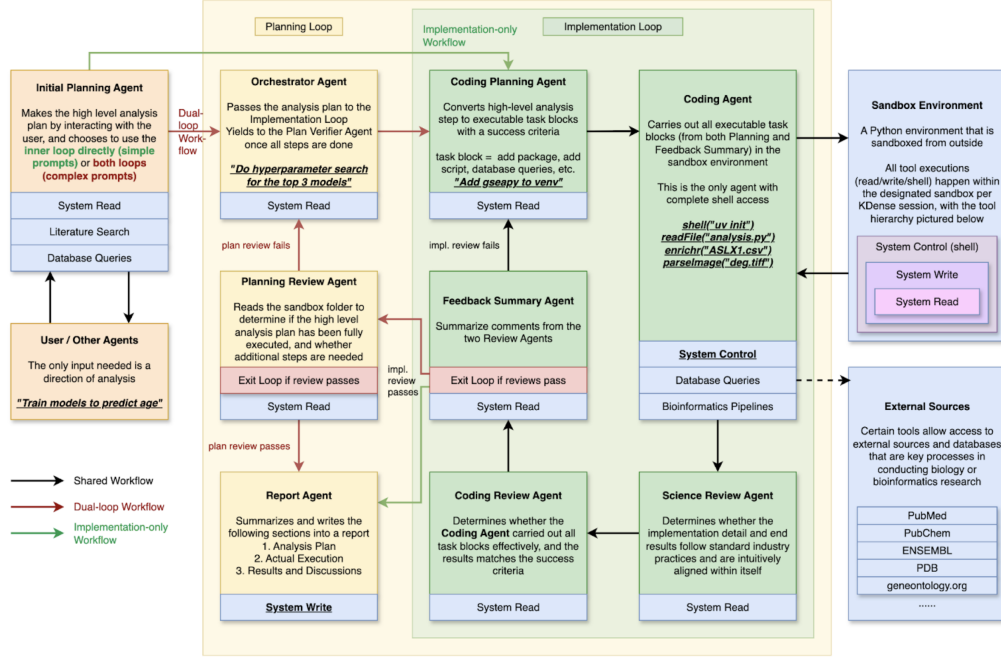 Planning Loop
Implementation-only
Workflow
Implementation Loop
Initial Planning Agent
Makes the high level analysis
plan by interacting with the
user, and chooses to use the
inner loop directly (simple
prompts) or both loops
(complex prompts)
System Read
Literature Search
Database Queries
User / Other Agents
The only input needed is a
direction of analysis
"Train models to predict age"
Shared Workflow
Dual-loop Workflow
Implementation-only
Workflow
Dual-
loop
Work-
flow
Orchestrator Agent
Passes the analysis plan to the
Implementation Loop
Yields to the Plan Verifier Agent
once all steps are done
"Do hyperparameter search
for the top 3 models"
System Read
plan review fails
Planning Review Agent
Reads the sandbox folder to
determine if the high level
analysis plan has been fully
executed, and whether
additional steps are needed
Exit Loop if review passes
System Read
plan review passes
Report Agent
Summarizes and writes the
following sections into a report
1. Analysis Plan
2. Actual Execution
3. Results and Discussions
System Write
Coding Planning Agent
Converts high-level analysis
step to executable task blocks
with a success criteria
task block = add package, add
script, database queries, etc.
"Add gseapy to venv"
System Read
impl. review fails
Feedback Summary Agent
Summarize comments from the
two Review Agents
impl.
review
passes
Exit Loop if reviews pass
System Read
Coding Review Agent
Determines whether the
Coding Agent carried out all
task blocks effectively, and the
results matches the success
criteria
System Read
Coding Agent
Carries out all executable task
blocks (from both Planning and
Feedback Summary) in the
sandbox environment
This is the only agent with
complete shell access
shell("uv init")
readFile("analysis.py")
enrichr("ASLX1.csv")
parseImage("deg.tiff")
System Control
Database Queries
Bioinformatics Pipelines
Science Review Agent
Determines whether the
implementation detail and end
results follow standard industry
practices and are intuitively
aligned within itself
System Read
Sandbox Environment
A Python environment that is
sandboxed from outside
All tool executions
(read/write/shell) happen within
the designated sandbox per
KDense session, with the tool
hierarchy pictured below
System Control (shell)
System Write
System Read
External Sources
Certain tools allow access to
external sources and databases
that are key processes in
conducting biology or
bioinformatics research
PubMed
PubChem
ENSEMBL
PDB
geneontology.org
......